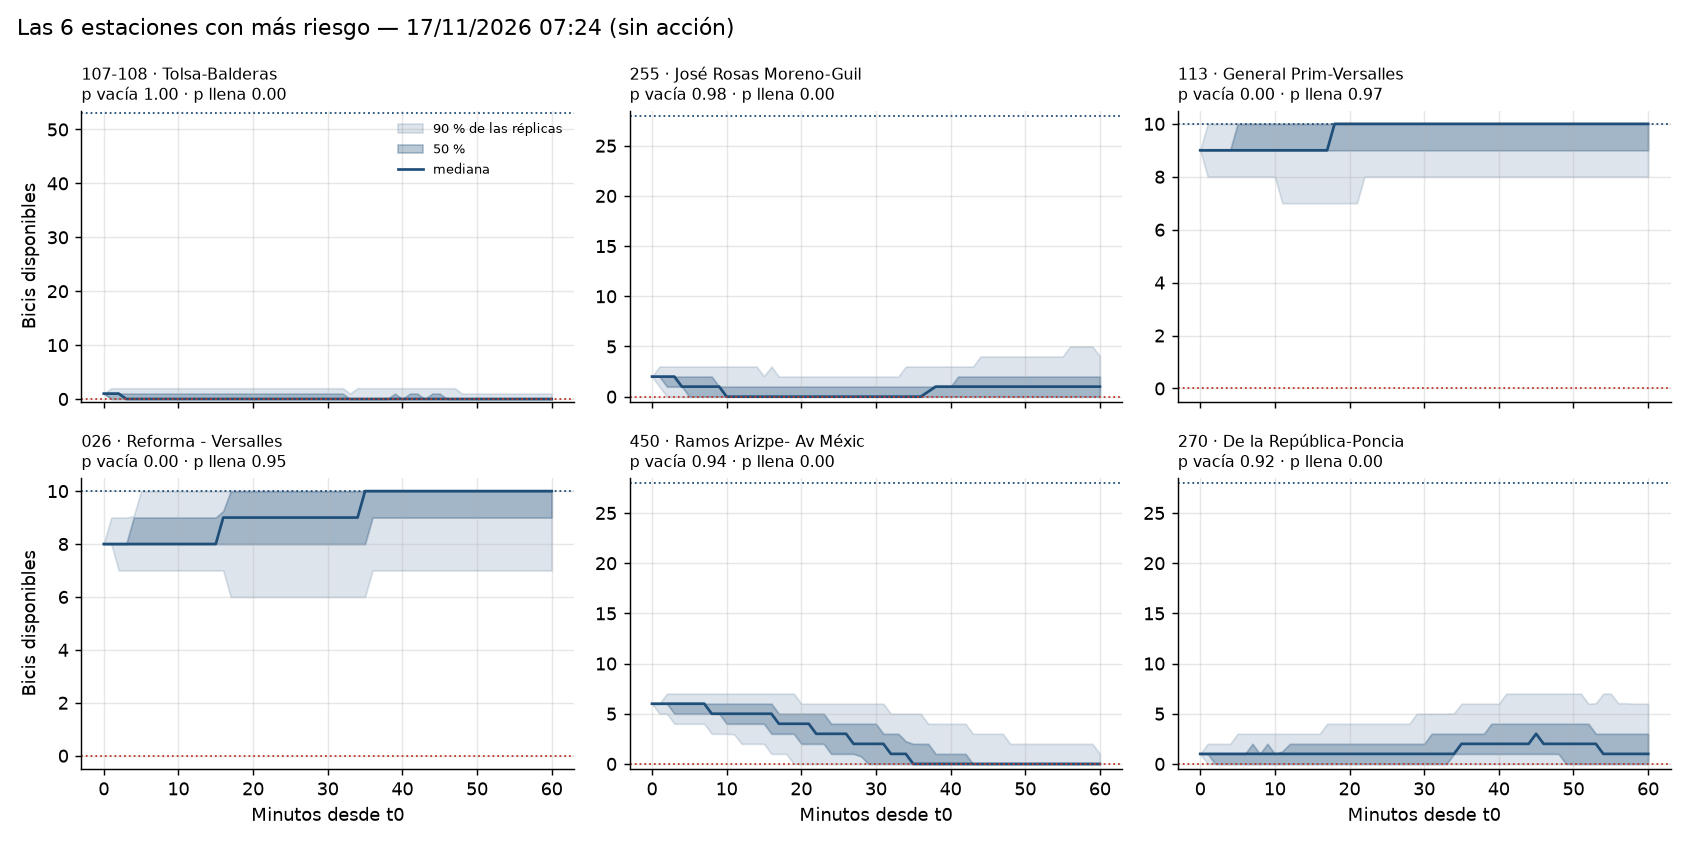 Las 6 estaciones con más riesgo — 17/11/2026 07:24 (sin acción)
107-108 · Tolsa-Balderas
p vacía 1.00 · p llena 0.00
255 · José Rosas Moreno-Guil
p vacía 0.98 · p llena 0.00
113 · General Prim-Versalles
p vacía 0.00 · p llena 0.97
90 % de las réplicas
50 %
mediana
Bicis disponibles
50
40
30
20
10
0
25
20
15
10
5
0
10
8
6
4
2
0
026 · Reforma - Versalles
p vacía 0.00 · p llena 0.95
450 · Ramos Arizpe- Av Méxic
p vacía 0.94 · p llena 0.00
270 · De la República-Poncia
p vacía 0.92 · p llena 0.00
Bicis disponibles
10
8
6
4
2
0
25
20
15
10
5
0
25
20
15
10
5
0
0 10 20 30 40 50 60
0 10 20 30 40 50 60
0 10 20 30 40 50 60
Minutos desde t0
Minutos desde t0
Minutos desde t0